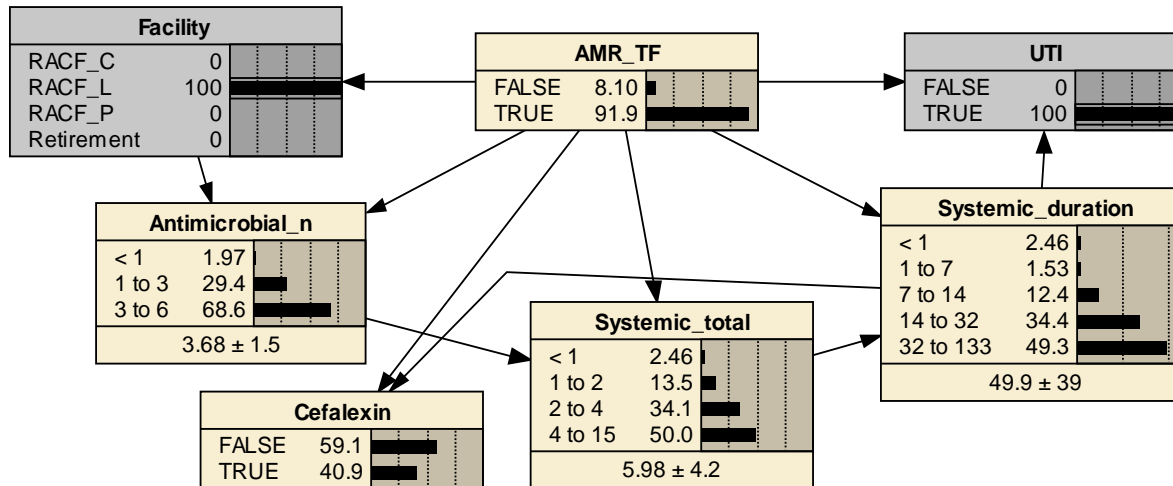 Facility
RACF_C 0
RACF_L 100
RACF_P 0
Retirement 0
AMR_TF
FALSE 8.10
TRUE 91.9
UTI
FALSE 0
TRUE 100
Antimicrobial_n
< 1 1.97
1 to 3 29.4
3 to 6 68.6
3.68 ± 1.5
Systemic_duration
< 1 2.46
1 to 7 1.53
7 to 14 12.4
14 to 32 34.4
32 to 133 49.3
49.9 ± 39
Systemic_total
< 1 2.46
1 to 2 13.5
2 to 4 34.1
4 to 15 50.0
5.98 ± 4.2
Cefalexin
FALSE 59.1
TRUE 40.9